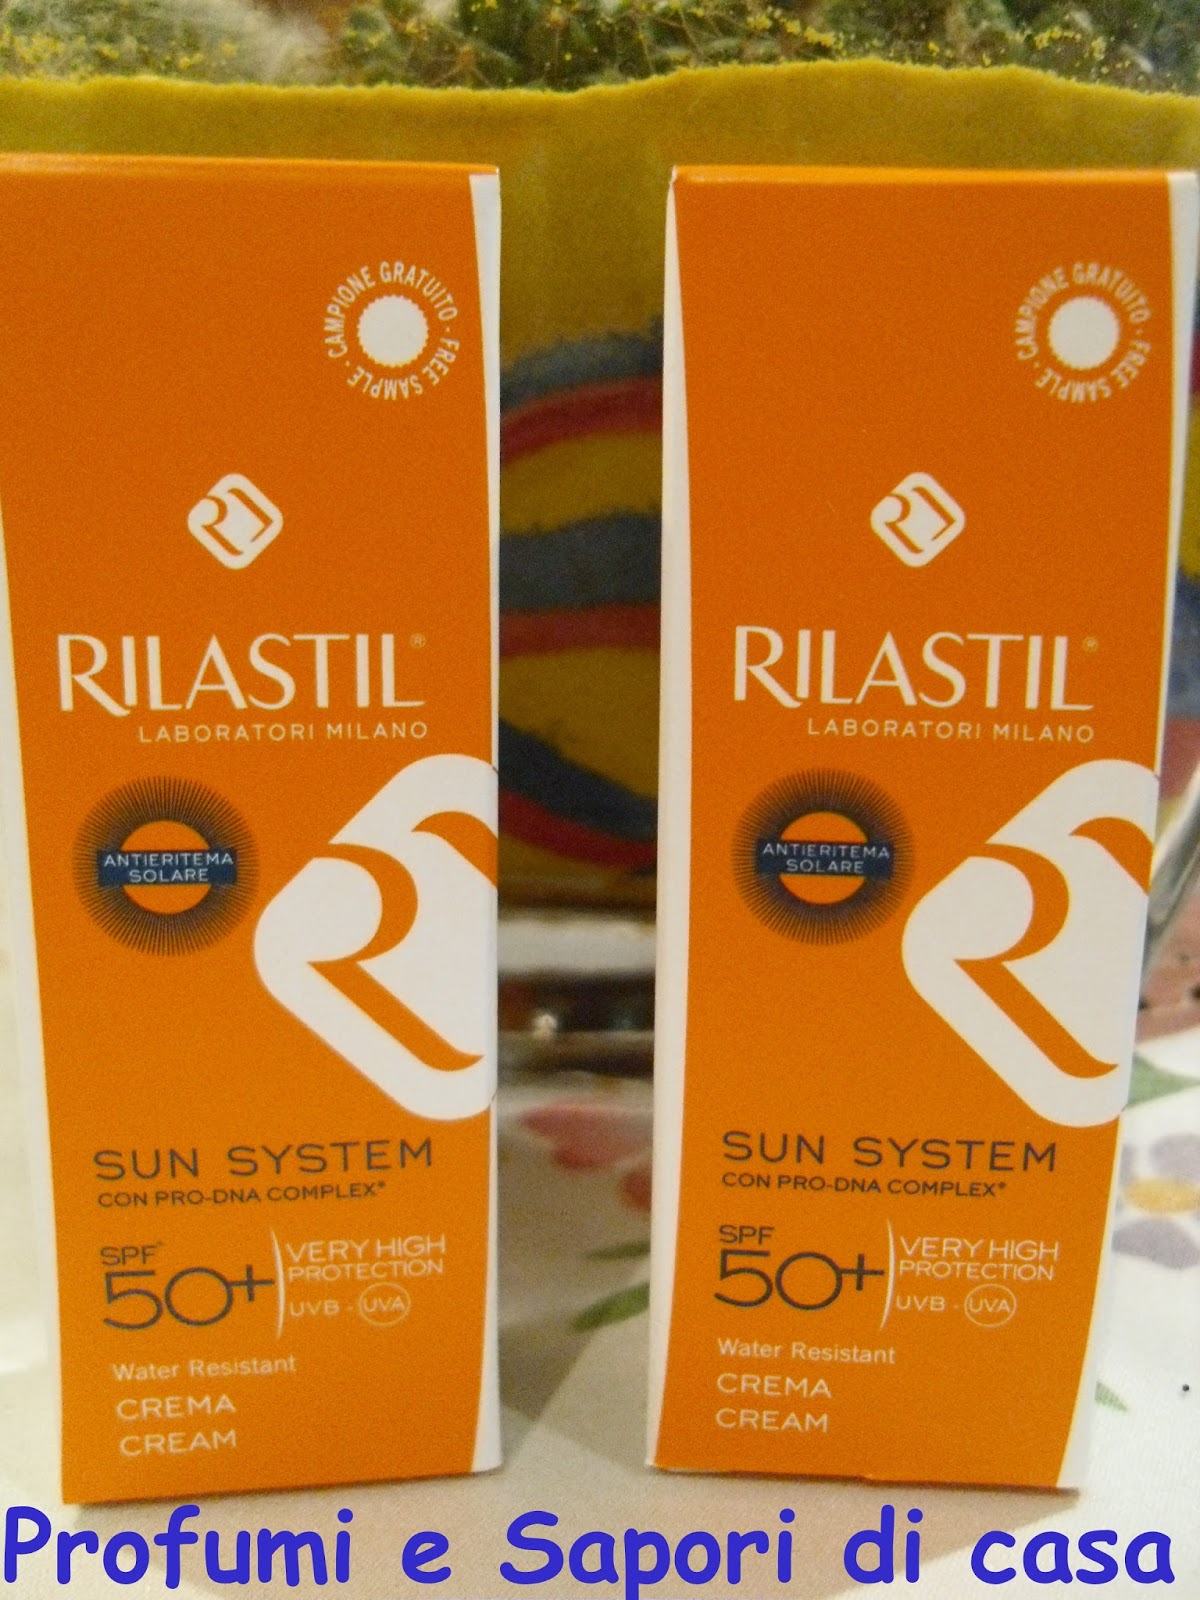 CAMPIONE GRATUITO · FREE SAMPLE ·
RILASTIL®
LABORATORI MILANO
ANTIERITEMA
SOLARE
SUN SYSTEM
CON PRO-DNA COMPLEX®
SPF
50+
VERY HIGH
PROTECTION
UVB - UVA
Water Resistant
CREMA
CREAM
CAMPIONE GRATUITO · FREE SAMPLE ·
RILASTIL®
LABORATORI MILANO
ANTIERITEMA
SOLARE
SUN SYSTEM
CON PRO-DNA COMPLEX®
SPF
50+
VERY HIGH
PROTECTION
UVB - UVA
Water Resistant
CREMA
CREAM
Profumi e Sapori di casa